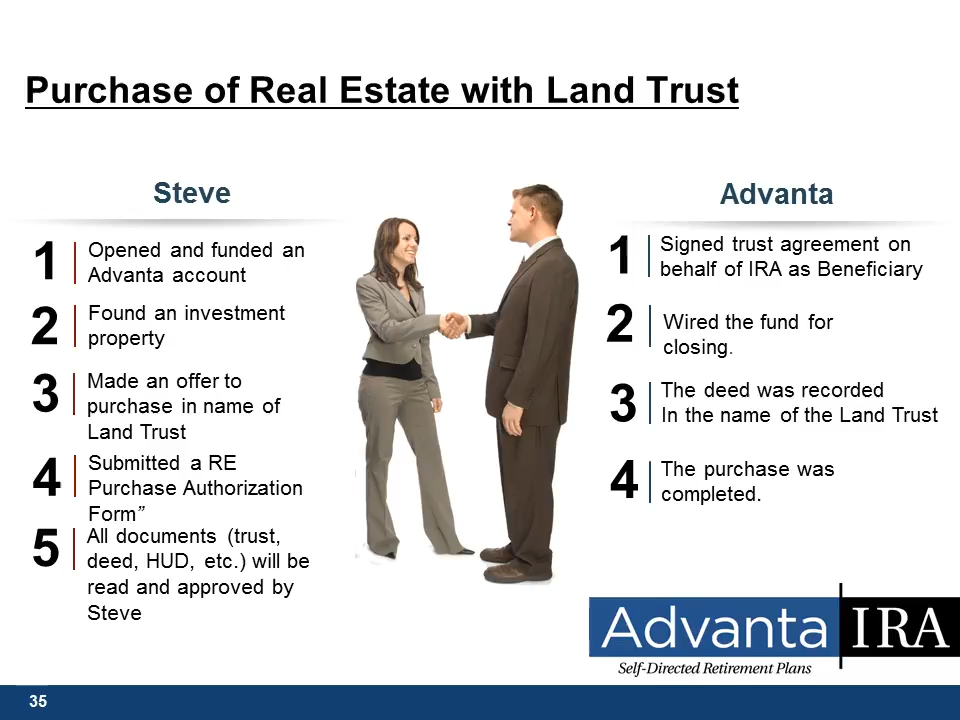 Purchase of Real Estate with Land Trust
Steve
1
Opened and funded an
Advanta account
2
Found an investment
property
3
Made an offer to
purchase in name of
Land Trust
4
Submitted a RE
Purchase Authorization
Form”
5
All documents (trust,
deed, HUD, etc.) will be
read and approved by
Steve
Advanta
1
Signed trust agreement on
behalf of IRA as Beneficiary
2
Wired the fund for
closing.
3
The deed was recorded
In the name of the Land Trust
4
The purchase was
completed.
Advanta IRA
Self-Directed Retirement Plans
35